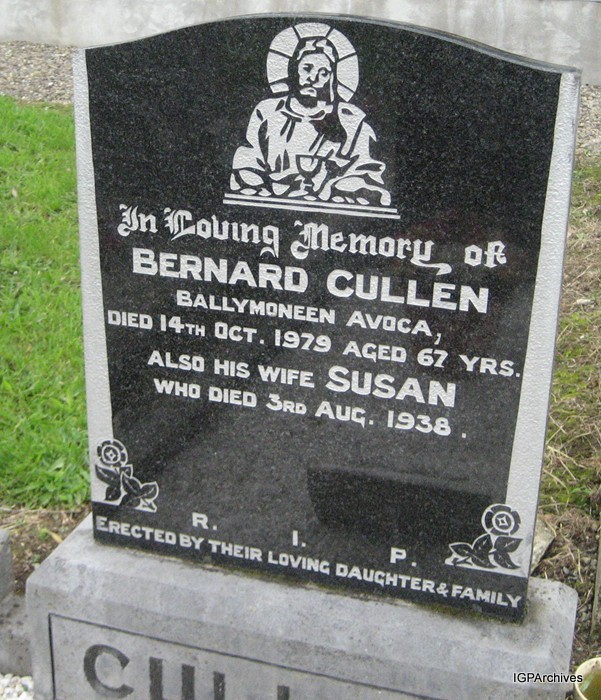 In Loving Memory of
BERNARD CULLEN
BALLYMONEEN AVOCA,
DIED 14TH OCT. 1979 AGED 67 YRS.
ALSO HIS WIFE SUSAN
WHO DIED 3RD AUG. 1938.
R. I. P.
ERECTED BY THEIR LOVING DAUGHTER & FAMILY
CULLEN
IGPArchives